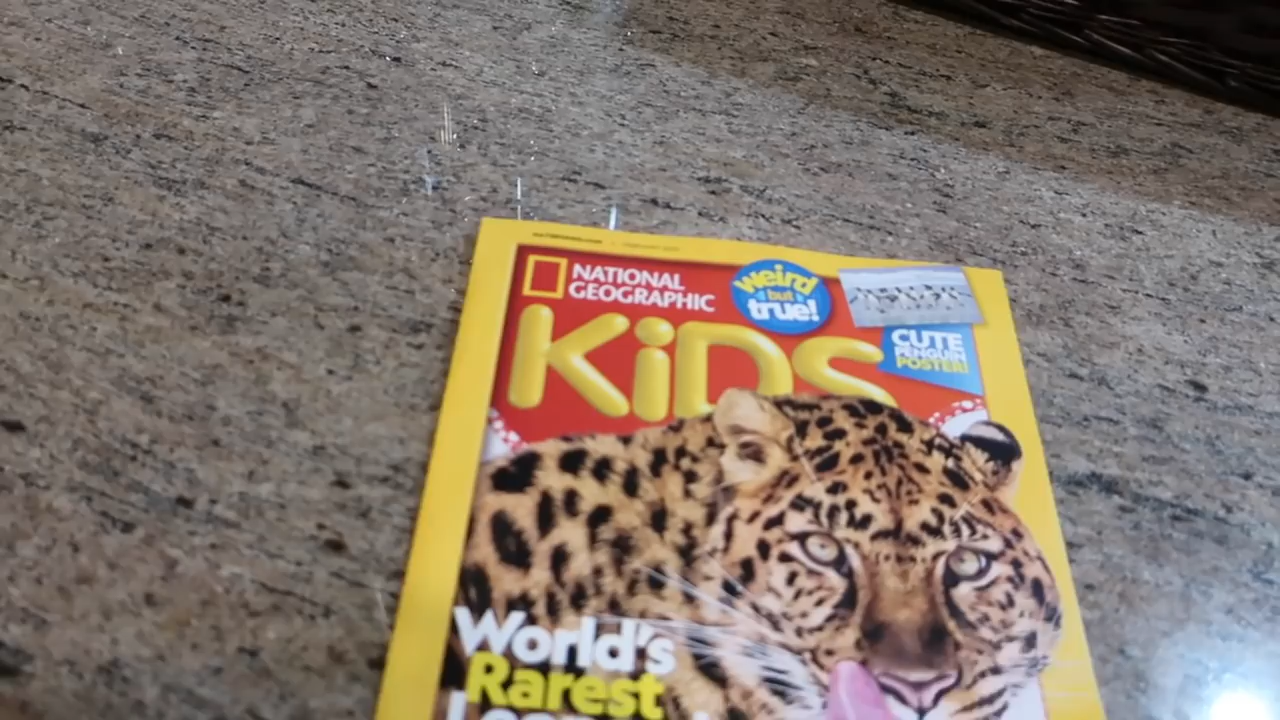 NATIONAL
GEOGRAPHIC
KiDS
weird
but
true!
CUTE
PENGUIN
POSTER!
World's
Rarest